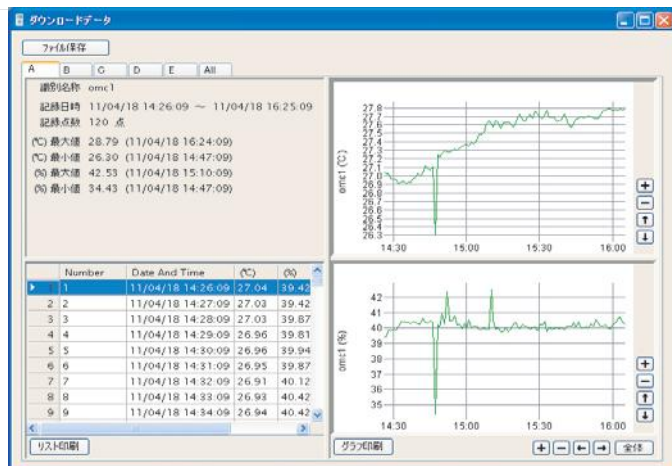 ダウンロードデータ
ファイル保存
A B C D E All
識別名称 omc1
記録日時 11/04/18 14:26:09 ～ 11/04/18 16:25:09
記録点数 120 点
(℃) 最大値 28.79 (11/04/18 16:24:09)
(℃) 最小値 26.30 (11/04/18 14:47:09)
(%) 最大値 42.53 (11/04/18 15:10:09)
(%) 最小値 34.43 (11/04/18 14:47:09)
Number Date And Time (℃) (%)
1 1 11/04/18 14:26:09 27.04 39.42
2 2 11/04/18 14:27:09 27.03 39.42
3 3 11/04/18 14:28:09 27.03 39.87
4 4 11/04/18 14:29:09 26.96 39.81
5 5 11/04/18 14:30:09 26.96 39.94
6 6 11/04/18 14:31:09 26.95 39.87
7 7 11/04/18 14:32:09 26.91 40.12
8 8 11/04/18 14:33:09 26.93 40.42
9 9 11/04/18 14:34:09 26.94 40.42
リスト印刷
omc1 (℃)
27.8
27.6
27.5
27.4
27.3
27.2
27.1
27.0
26.9
26.8
26.6
26.5
26.4
26.3
14:30 15:00 15:30 16:00
omc1 (%)
42
41
40
39
38
37
36
35
14:30 15:00 15:30 16:00
グラフ印刷
全体